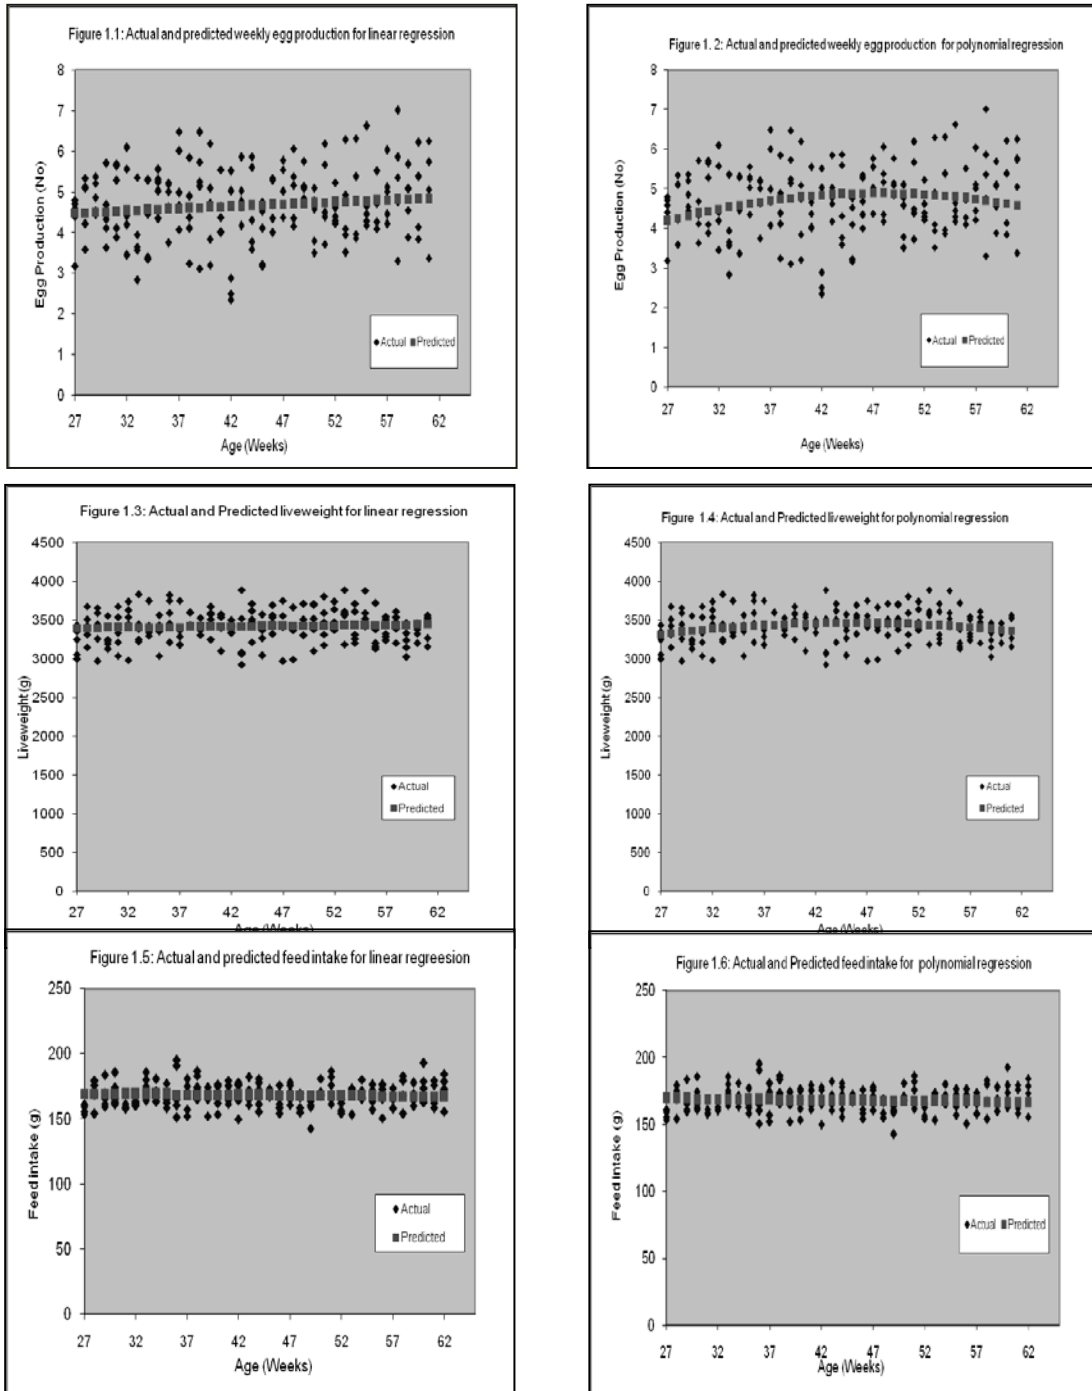 Figure 1.1: Actual and predicted weekly egg production for linear regression
8
7
6
5
4
3
2
1
0
Egg Production (No)
27 32 37 42 47 52 57 62
Age (Weeks)
Actual Predicted
Figure 1. 2: Actual and predicted weekly egg production for polynomial regression
8
7
6
5
4
3
2
1
0
Egg Production (No)
27 32 37 42 47 52 57 62
Age (Weeks)
Actual Predicted
Figure 1.3: Actual and Predicted liveweight for linear regression
4500
4000
3500
3000
2500
2000
1500
1000
500
0
Liveweight (g)
27 32 37 42 47 52 57 62
Age (Weeks)
Actual
Predicted
Figure 1.4: Actual and Predicted liveweight for polynomial regression
4500
4000
3500
3000
2500
2000
1500
1000
500
0
Liveweight (g)
27 32 37 42 47 52 57 62
Age (Weeks)
Actual
Predicted
Figure 1.5: Actual and predicted feed intake for linear regreesion
250
200
150
100
50
0
Feed intake (g)
27 32 37 42 47 52 57 62
Age (Weeks)
Actual
Predicted
Figure 1.6: Actual and Predicted feed intake for polynomial regression
250
200
150
100
50
0
Feed intake (g)
27 32 37 42 47 52 57 62
Age (Weeks)
Actual Predicted